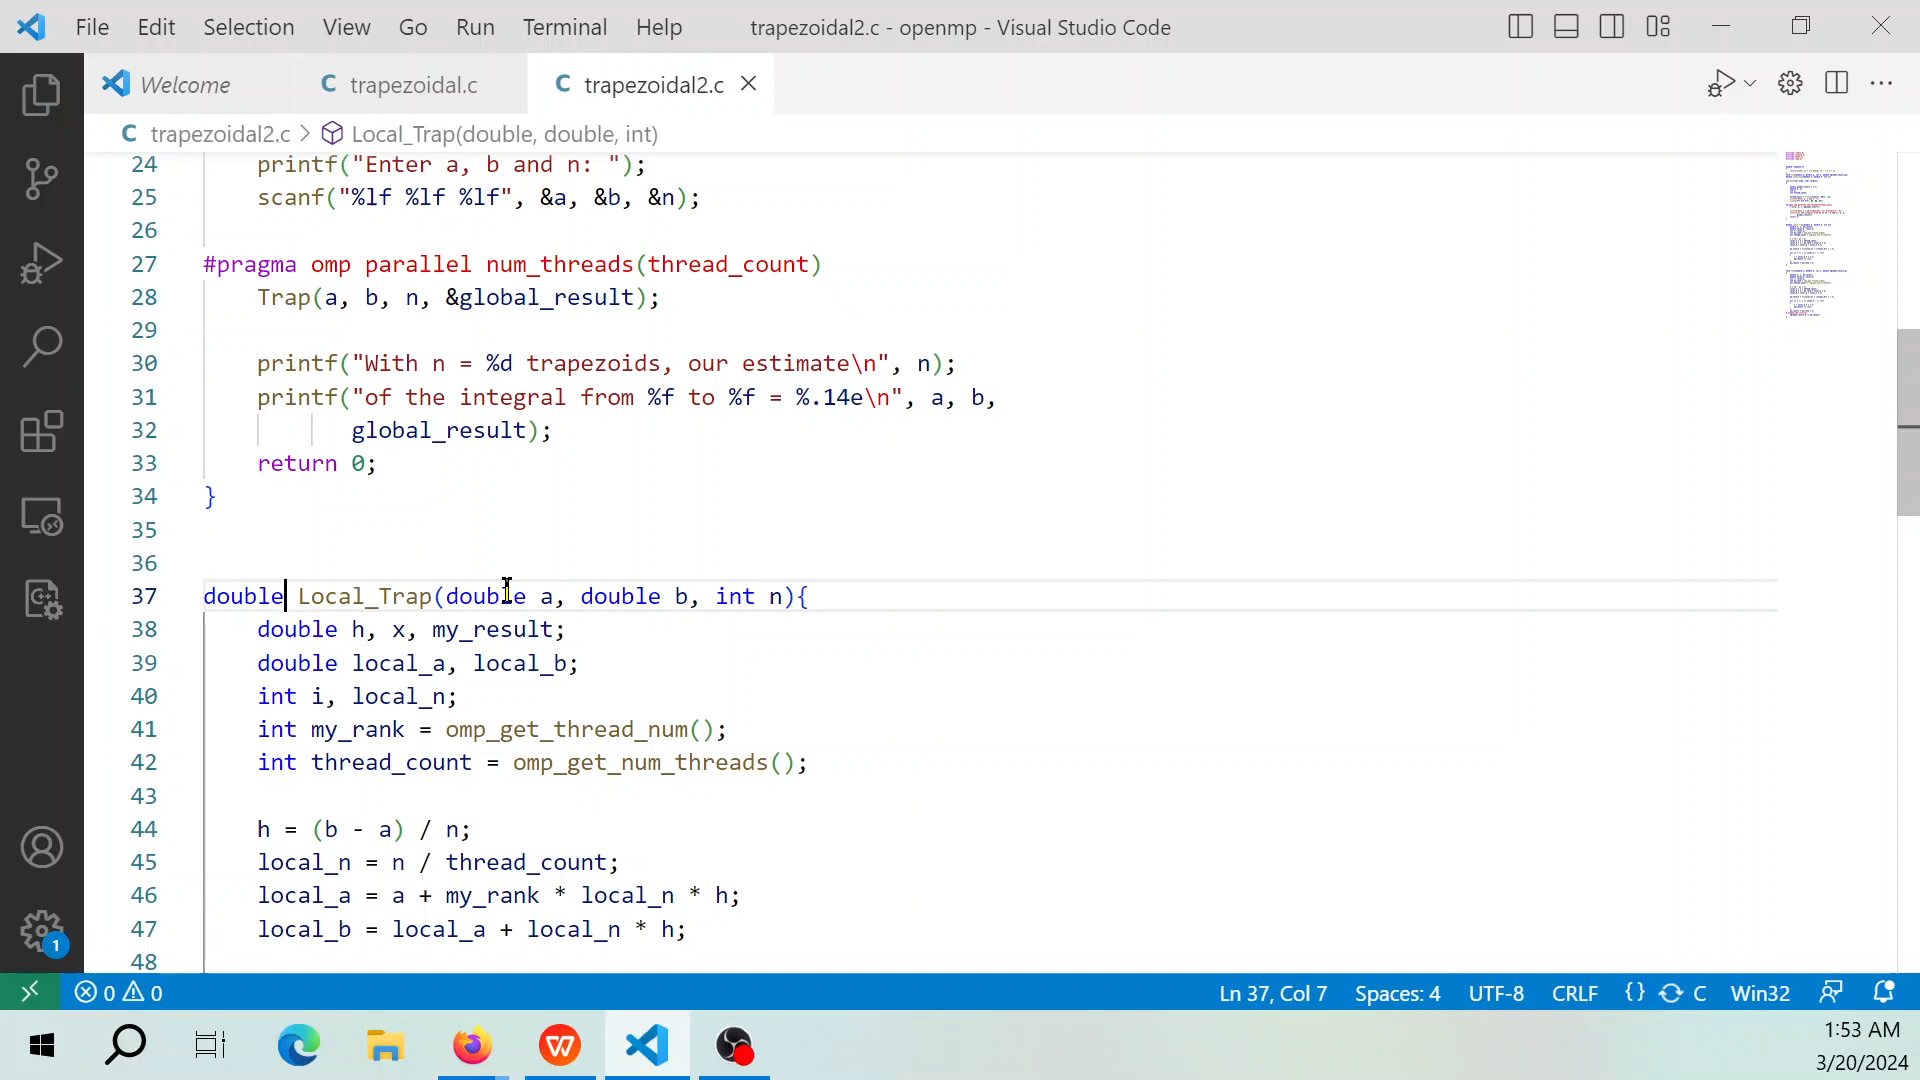 File Edit Selection View Go Run Terminal Help trapezoidal2.c - openmp - Visual Studio Code
Welcome C trapezoidal.c C trapezoidal2.c
C trapezoidal2.c > Local_Trap(double, double, int)
24 printf("Enter a, b and n: ");
25 scanf("%lf %lf %lf", &a, &b, &n);
26
27 #pragma omp parallel num_threads(thread_count)
28 Trap(a, b, n, &global_result);
29
30 printf("With n = %d trapezoids, our estimate\n", n);
31 printf("of the integral from %f to %f = %.14e\n", a, b,
32 global_result);
33 return 0;
34 }
35
36
37 double Local_Trap(double a, double b, int n){
38 double h, x, my_result;
39 double local_a, local_b;
40 int i, local_n;
41 int my_rank = omp_get_thread_num();
42 int thread_count = omp_get_num_threads();
43
44 h = (b - a) / n;
45 local_n = n / thread_count;
46 local_a = a + my_rank * local_n * h;
47 local_b = local_a + local_n * h;
48
1
0 0 Ln 37, Col 7 Spaces: 4 UTF-8 CRLF {} C Win32
1:53 AM
3/20/2024